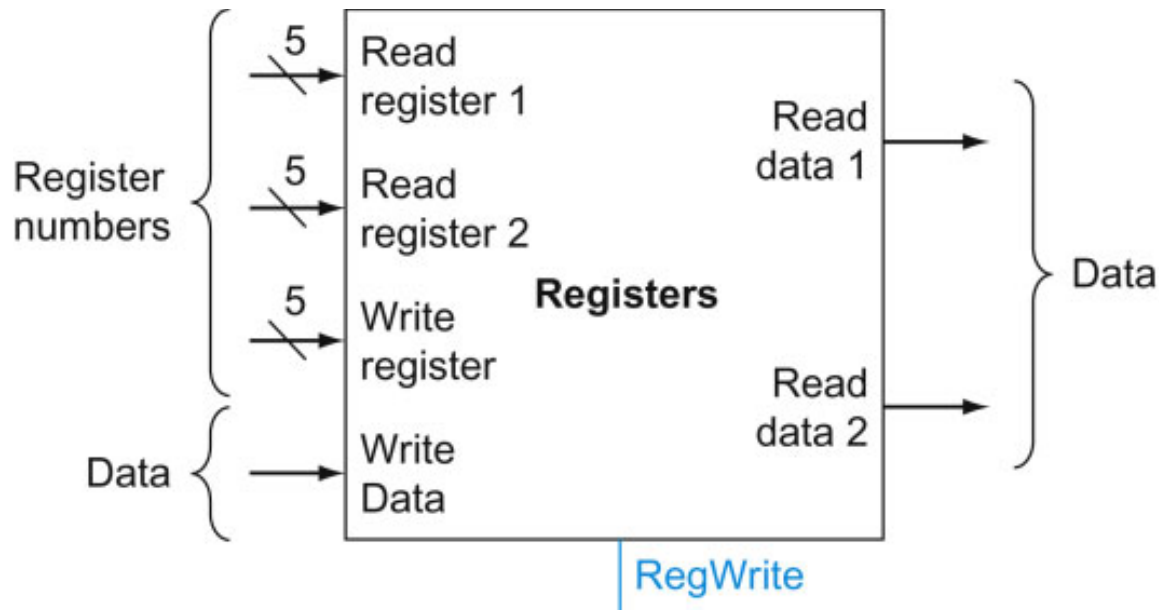 Register
numbers
Data
5
Read
register 1
5
Read
register 2
5
Write
register
Write
Data
Registers
Read
data 1
Read
data 2
Data
RegWrite